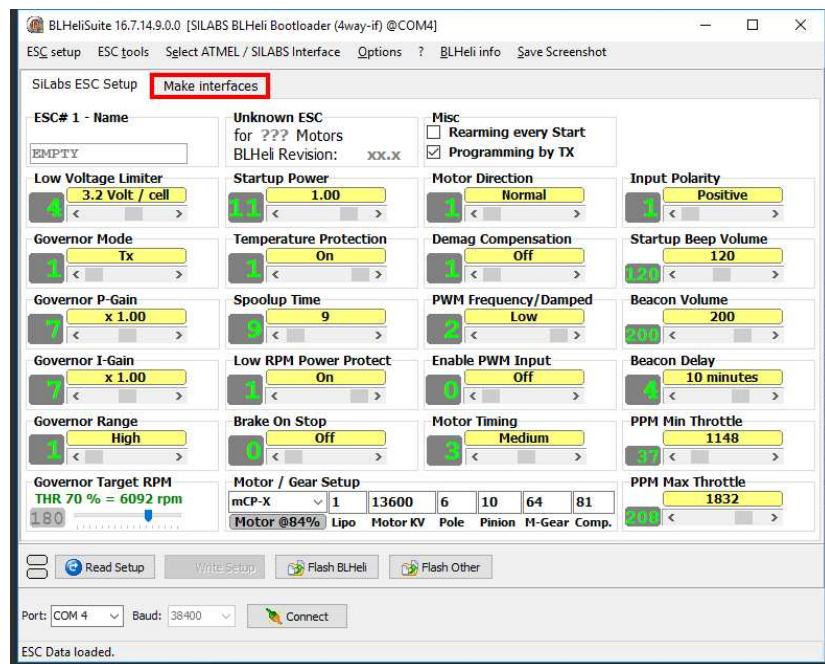 BLHeliSuite 16.7.14.9.0.0 [SILABS BLHeli Bootloader (4way-if) @COM4]
ESC setup ESC tools Select ATMEL / SILABS Interface Options ? BLHeli info Save Screenshot
SiLabs ESC Setup Make interfaces
ESC# 1 - Name Unknown ESC Misc
for ??? Motors Rearming every Start
EMPTY BLHeli Revision: xx.x Programming by TX
Low Voltage Limiter Startup Power Motor Direction Input Polarity
4 3.2 Volt / cell 11 1.00 1 Normal 1 Positive
Governor Mode Temperature Protection Demag Compensation Startup Beep Volume
1 Tx 1 On 1 Off 120 120
Governor P-Gain Spoolup Time PWM Frequency/Damped Beacon Volume
7 x 1.00 9 9 2 Low 200 200
Governor I-Gain Low RPM Power Protect Enable PWM Input Beacon Delay
7 x 1.00 1 On 0 Off 4 10 minutes
Governor Range Brake On Stop Motor Timing PPM Min Throttle
1 High 0 Off 3 Medium 37 1148
Governor Target RPM Motor / Gear Setup PPM Max Throttle
THR 70 % = 6092 rpm mCP-X 1 13600 6 10 64 81 1832
180 Motor @84% Lipo Motor KV Pole Pinion M-Gear Comp. 208
Read Setup Write Setup Flash BLHeli Flash Other
Port: COM 4 Baud: 38400 Connect
ESC Data loaded.